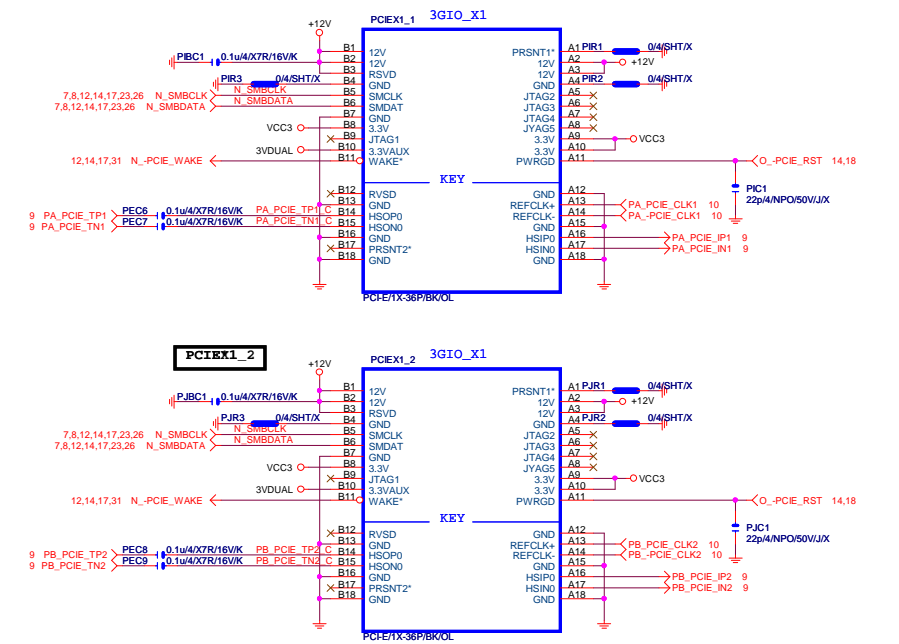 3GIO_X1
PCIEX1_1
+12V
B1 12V PRSNT1* A1 PIR1 0/4/SHT/X
PIBC1 0.1u/4/X7R/16V/K B2 12V 12V A2 +12V
B3 RSVD 12V A3
PIR3 0/4/SHT/X B4 GND GND A4 PIR2 0/4/SHT/X
7,8,12,14,17,23,26 N_SMBCLK N_SMBCLK B5 SMCLK JTAG2 A5
7,8,12,14,17,23,26 N_SMBDATA N_SMBDATA B6 SMDAT JTAG3 A6
B7 GND JTAG4 A7
VCC3 B8 3.3V JYAG5 A8
B9 JTAG1 3.3V A9 VCC3
3VDUAL B10 3.3VAUX 3.3V A10
12,14,17,31 N_-PCIE_WAKE B11 WAKE* PWRGD A11 O_-PCIE_RST 14,18
KEY
PIC1
22p/4/NPO/50V/J/X
B12 RVSD GND A12
B13 GND REFCLK+ A13 PA_PCIE_CLK1 10
9 PA_PCIE_TP1 PEC6 0.1u/4/X7R/16V/K PA_PCIE_TP1_C B14 HSOP0 REFCLK- A14 PA_-PCIE_CLK1 10
9 PA_PCIE_TN1 PEC7 0.1u/4/X7R/16V/K PA_PCIE_TN1_C B15 HSON0 GND A15
B16 GND HSIP0 A16 PA_PCIE_IP1 9
B17 PRSNT2* HSIN0 A17 PA_PCIE_IN1 9
B18 GND GND A18
PCI-E/1X-36P/BK/OL
PCIEX1_2
3GIO_X1
PCIEX1_2
+12V
B1 12V PRSNT1* A1 PJR1 0/4/SHT/X
PJBC1 0.1u/4/X7R/16V/K B2 12V 12V A2 +12V
B3 RSVD 12V A3
PJR3 0/4/SHT/X B4 GND GND A4 PJR2 0/4/SHT/X
7,8,12,14,17,23,26 N_SMBCLK N_SMBCLK B5 SMCLK JTAG2 A5
7,8,12,14,17,23,26 N_SMBDATA N_SMBDATA B6 SMDAT JTAG3 A6
B7 GND JTAG4 A7
VCC3 B8 3.3V JYAG5 A8
B9 JTAG1 3.3V A9 VCC3
3VDUAL B10 3.3VAUX 3.3V A10
12,14,17,31 N_-PCIE_WAKE B11 WAKE* PWRGD A11 O_-PCIE_RST 14,18
KEY
PJC1
22p/4/NPO/50V/J/X
B12 RVSD GND A12
B13 GND REFCLK+ A13 PB_PCIE_CLK2 10
9 PB_PCIE_TP2 PEC8 0.1u/4/X7R/16V/K PB_PCIE_TP2_C B14 HSOP0 REFCLK- A14 PB_-PCIE_CLK2 10
9 PB_PCIE_TN2 PEC9 0.1u/4/X7R/16V/K PB_PCIE_TN2_C B15 HSON0 GND A15
B16 GND HSIP0 A16 PB_PCIE_IP2 9
B17 PRSNT2* HSIN0 A17 PB_PCIE_IN2 9
B18 GND GND A18
PCI-E/1X-36P/BK/OL